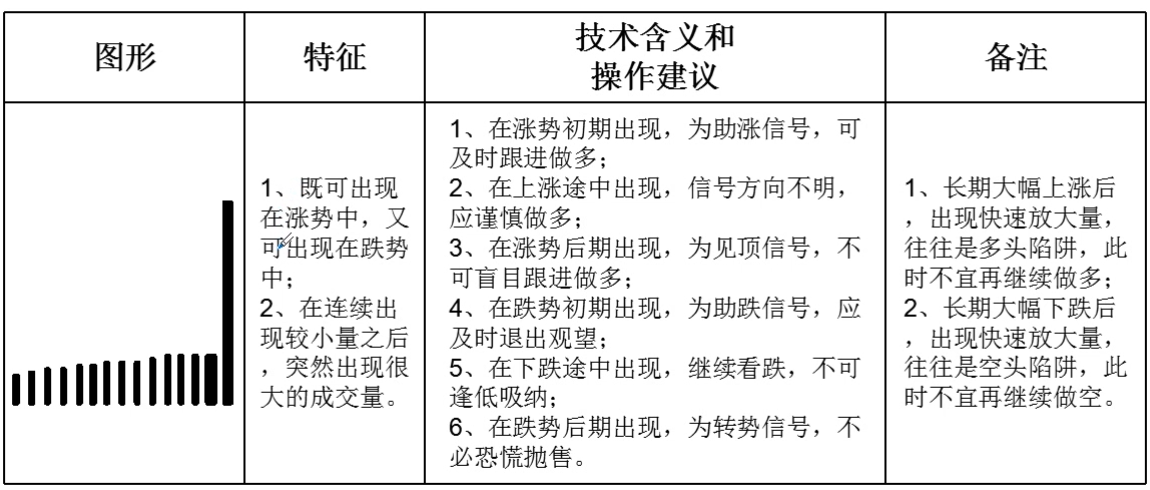 图形
特征
技术含义和
操作建议
备注
1、既可出现
在涨势中，又
可出现在跌势
中；
2、在连续出
现较小量之后
，突然出现很
大的成交量。
1、在涨势初期出现，为助涨信号，可
及时跟进做多；
2、在上涨途中出现，信号方向不明，
应谨慎做多；
3、在涨势后期出现，为见顶信号，不
可盲目跟进做多；
4、在跌势初期出现，为助跌信号，应
及时退出观望；
5、在下跌途中出现，继续看跌，不可
逢低吸纳；
6、在跌势后期出现，为转势信号，不
必恐慌抛售。
1、长期大幅上涨后
，出现快速放大量，
往往是多头陷阱，此
时不宜再继续做多；
2、长期大幅下跌后
，出现快速放大量，
往往是空头陷阱，此
时不宜再继续做空。